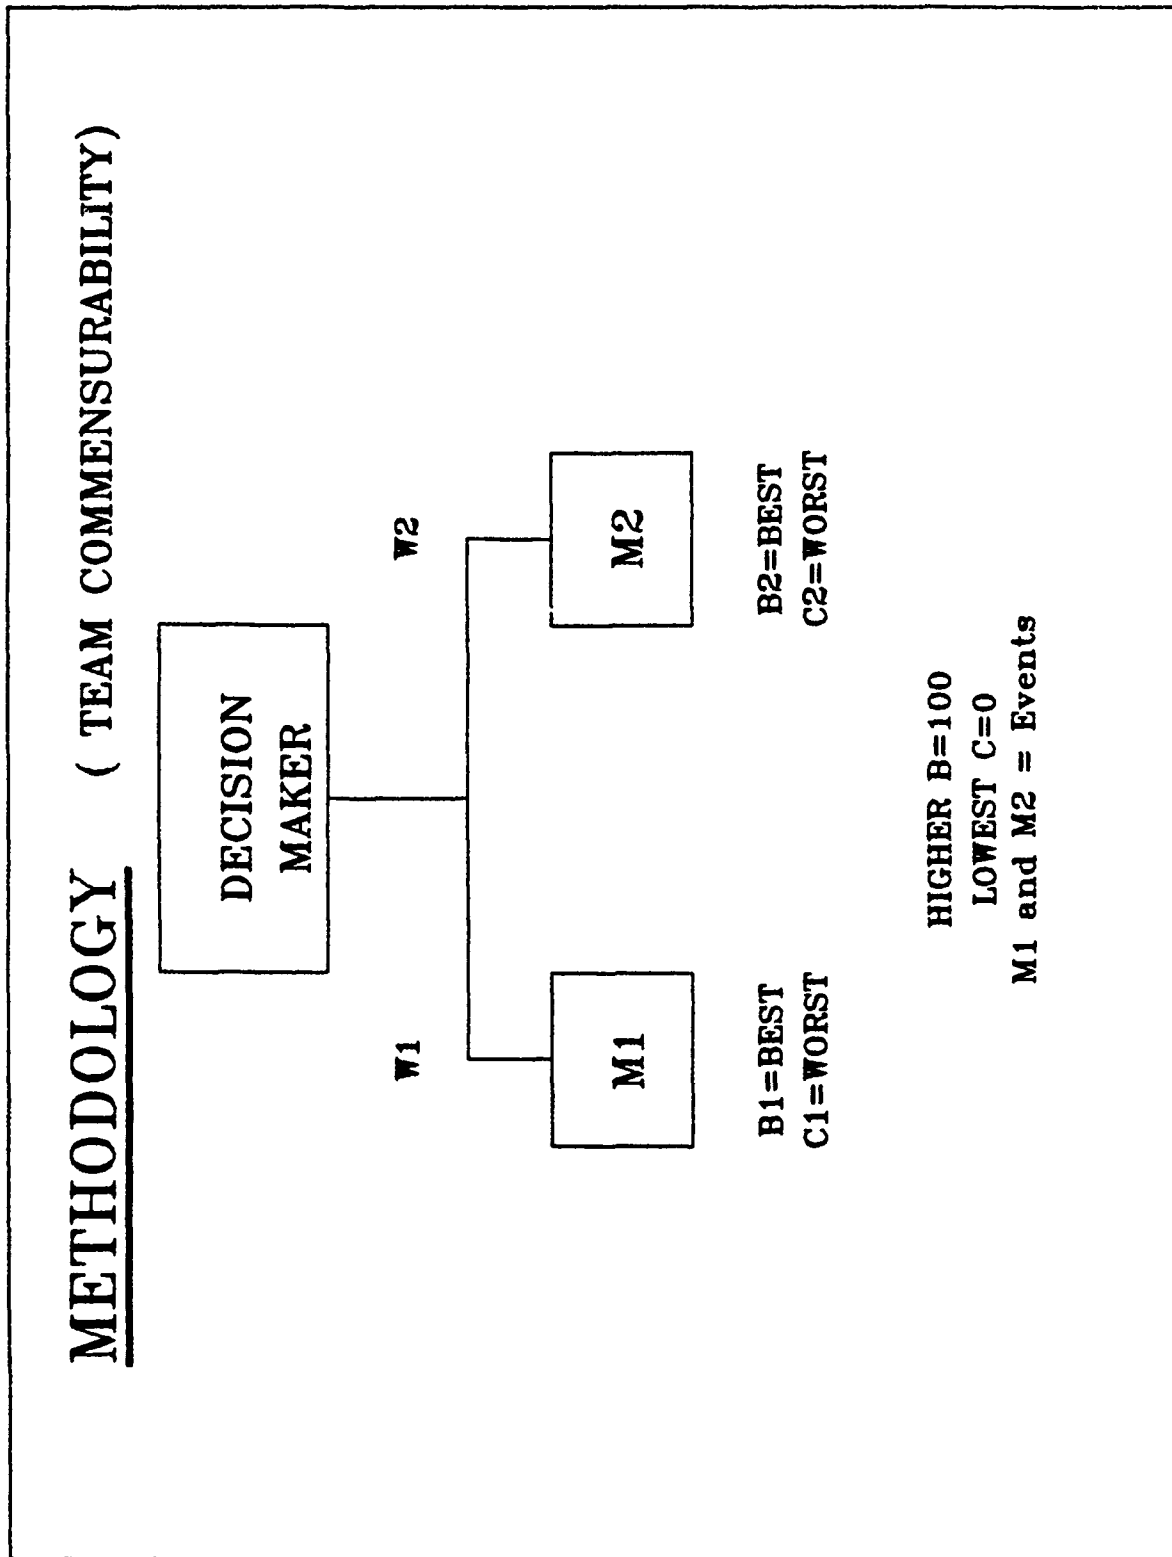 METHODOLOGY ( TEAM COMMENSURABILITY)
DECISION
MAKER
W1
W2
M1
M2
B1=BEST
C1=WORST
B2=BEST
C2=WORST
HIGHER B=100
LOWEST C=0
M1 and M2 = Events